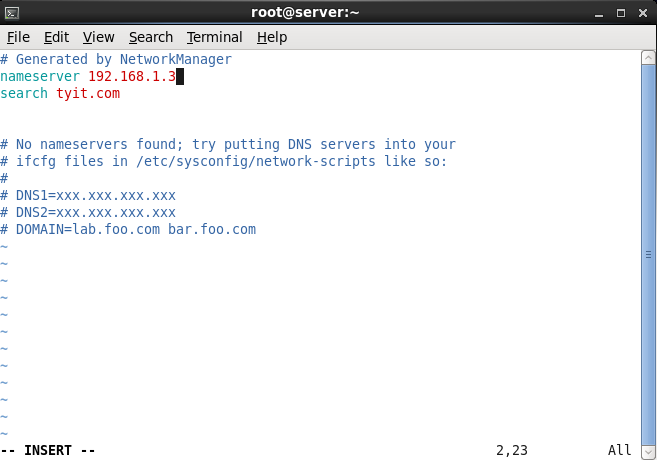 root@server:~
File Edit View Search Terminal Help
# Generated by NetworkManager
nameserver 192.168.1.3
search tyit.com
# No nameservers found; try putting DNS servers into your
# ifcfg files in /etc/sysconfig/network-scripts like so:
#
# DNS1=xxx.xxx.xxx.xxx
# DNS2=xxx.xxx.xxx.xxx
# DOMAIN=lab.foo.com bar.foo.com
~
~
~
~
~
~
~
~
~
~
~
~
-- INSERT -- 2,23 All